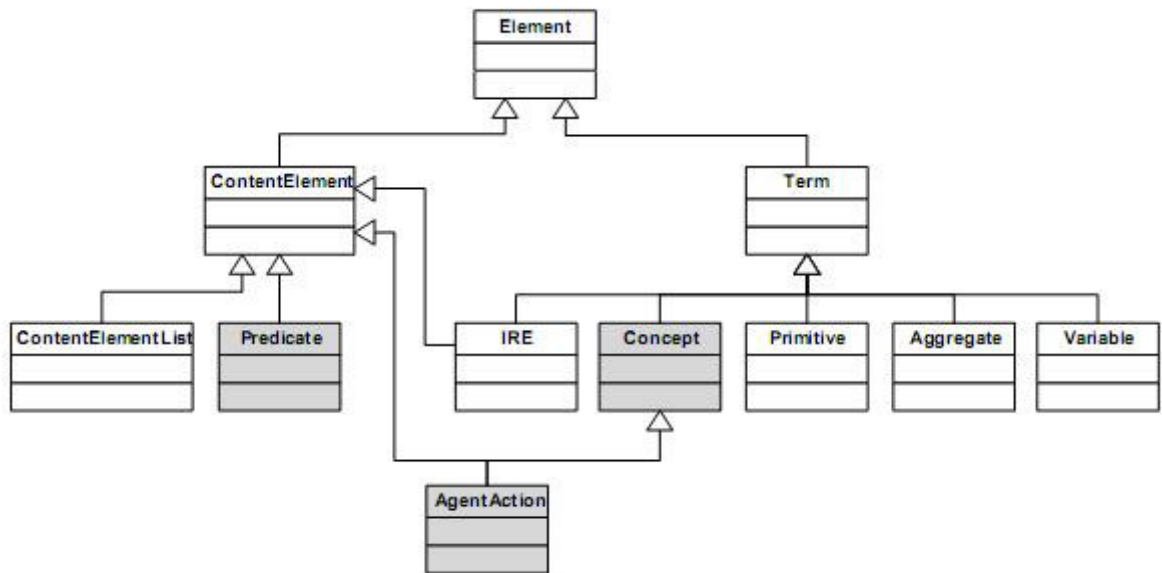 Element
ContentElement
Term
ContentElementList
Predicate
IRE
Concept
Primitive
Aggregate
Variable
AgentAction